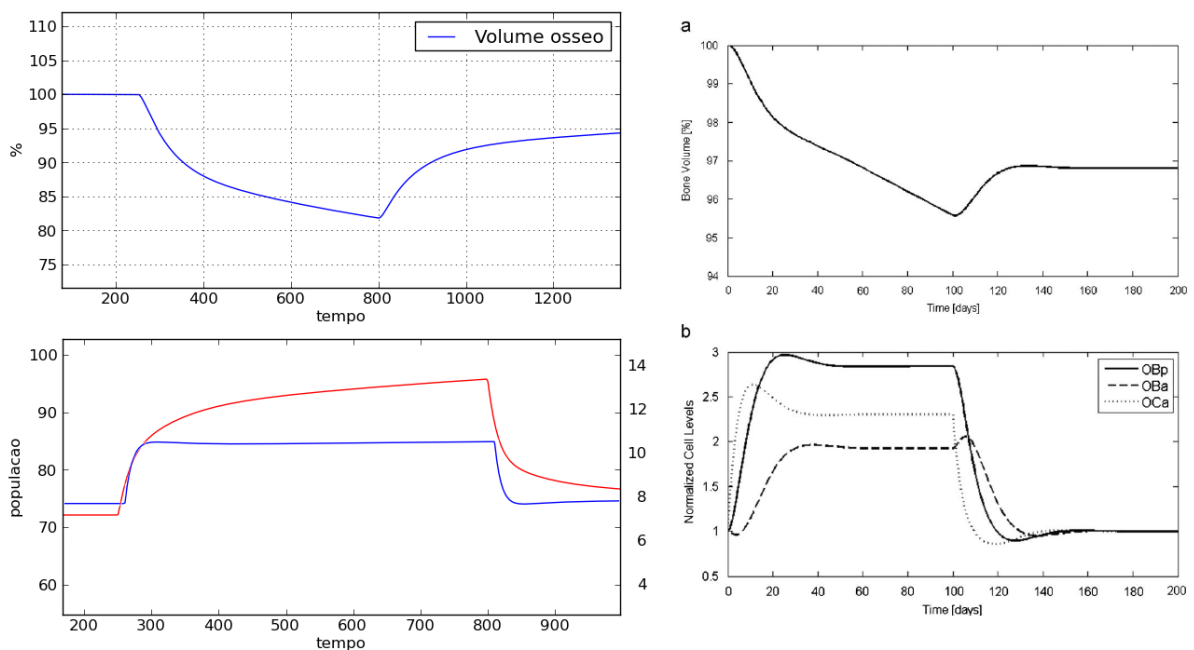 110
105
100
95
90
85
80
75
%
Volume osseo
200 400 600 800 1000 1200
tempo
100
90
80
70
60
populacao
14
12
10
8
6
4
200 300 400 500 600 700 800 900
tempo
a
100
99
98
97
96
95
94
Bone Volume [%]
0 20 40 60 80 100 120 140 160 180 200
Time [days]
b
3
2.5
2
1.5
1
0.5
Normalized Cell Levels
OBp
OBa
OCa
0 20 40 60 80 100 120 140 160 180 200
Time [days]